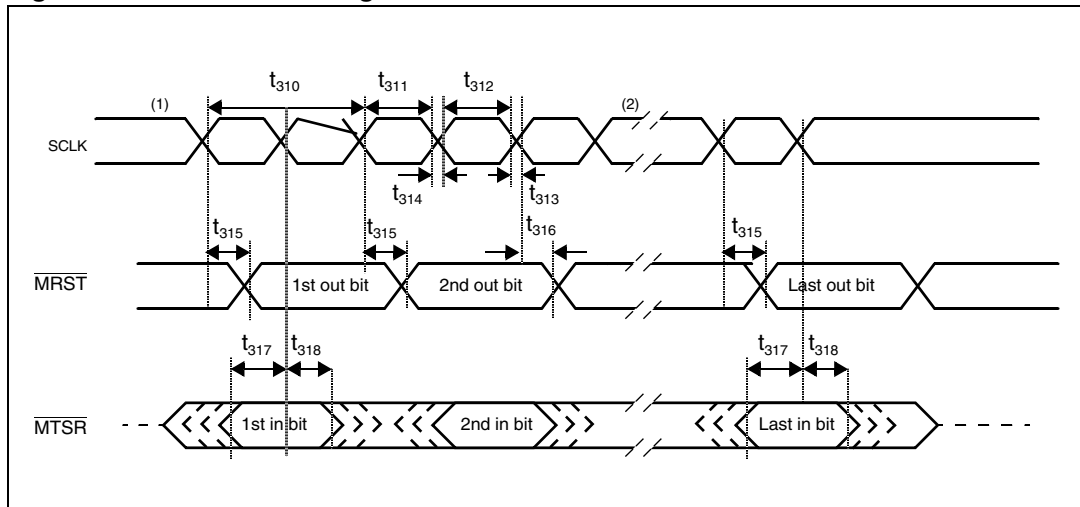 t310 t311 t312
(1) (2)
SCLK
t314 t313
t315 t315 t316 t315
MRST 1st out bit 2nd out bit Last out bit
t317 t318 t317 t318
MTSR 1st in bit 2nd in bit Last in bit